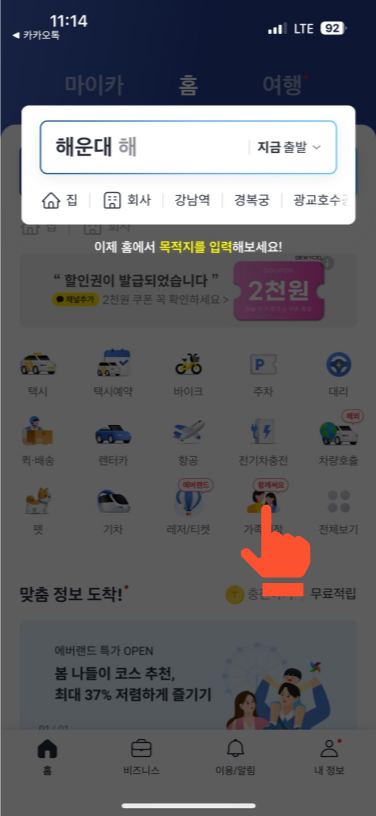 11:14
LTE 92
◀ 카카오톡
마이카 홈 여행
해운대 해
지금 출발
집 회사 강남역 경복궁 광교호수
이제 홈에서 목적지를 입력해보세요!
집 회사
“ 할인권이 발급되었습니다 ”
채널추가 2천원 쿠폰 꼭 확인하세요 >
2천원
택시 택시예약 바이크 주차 대리
해외
퀵·배송 렌터카 항공 전기차충전 차량호출
에버랜드 함께써요
펫 기차 레저/티켓 전체보기
맞춤 정보 도착!
무료적립
에버랜드 특가 OPEN
봄 나들이 코스 추천,
최대 37% 저렴하게 즐기기
홈 비즈니스 이용/알림 내 정보